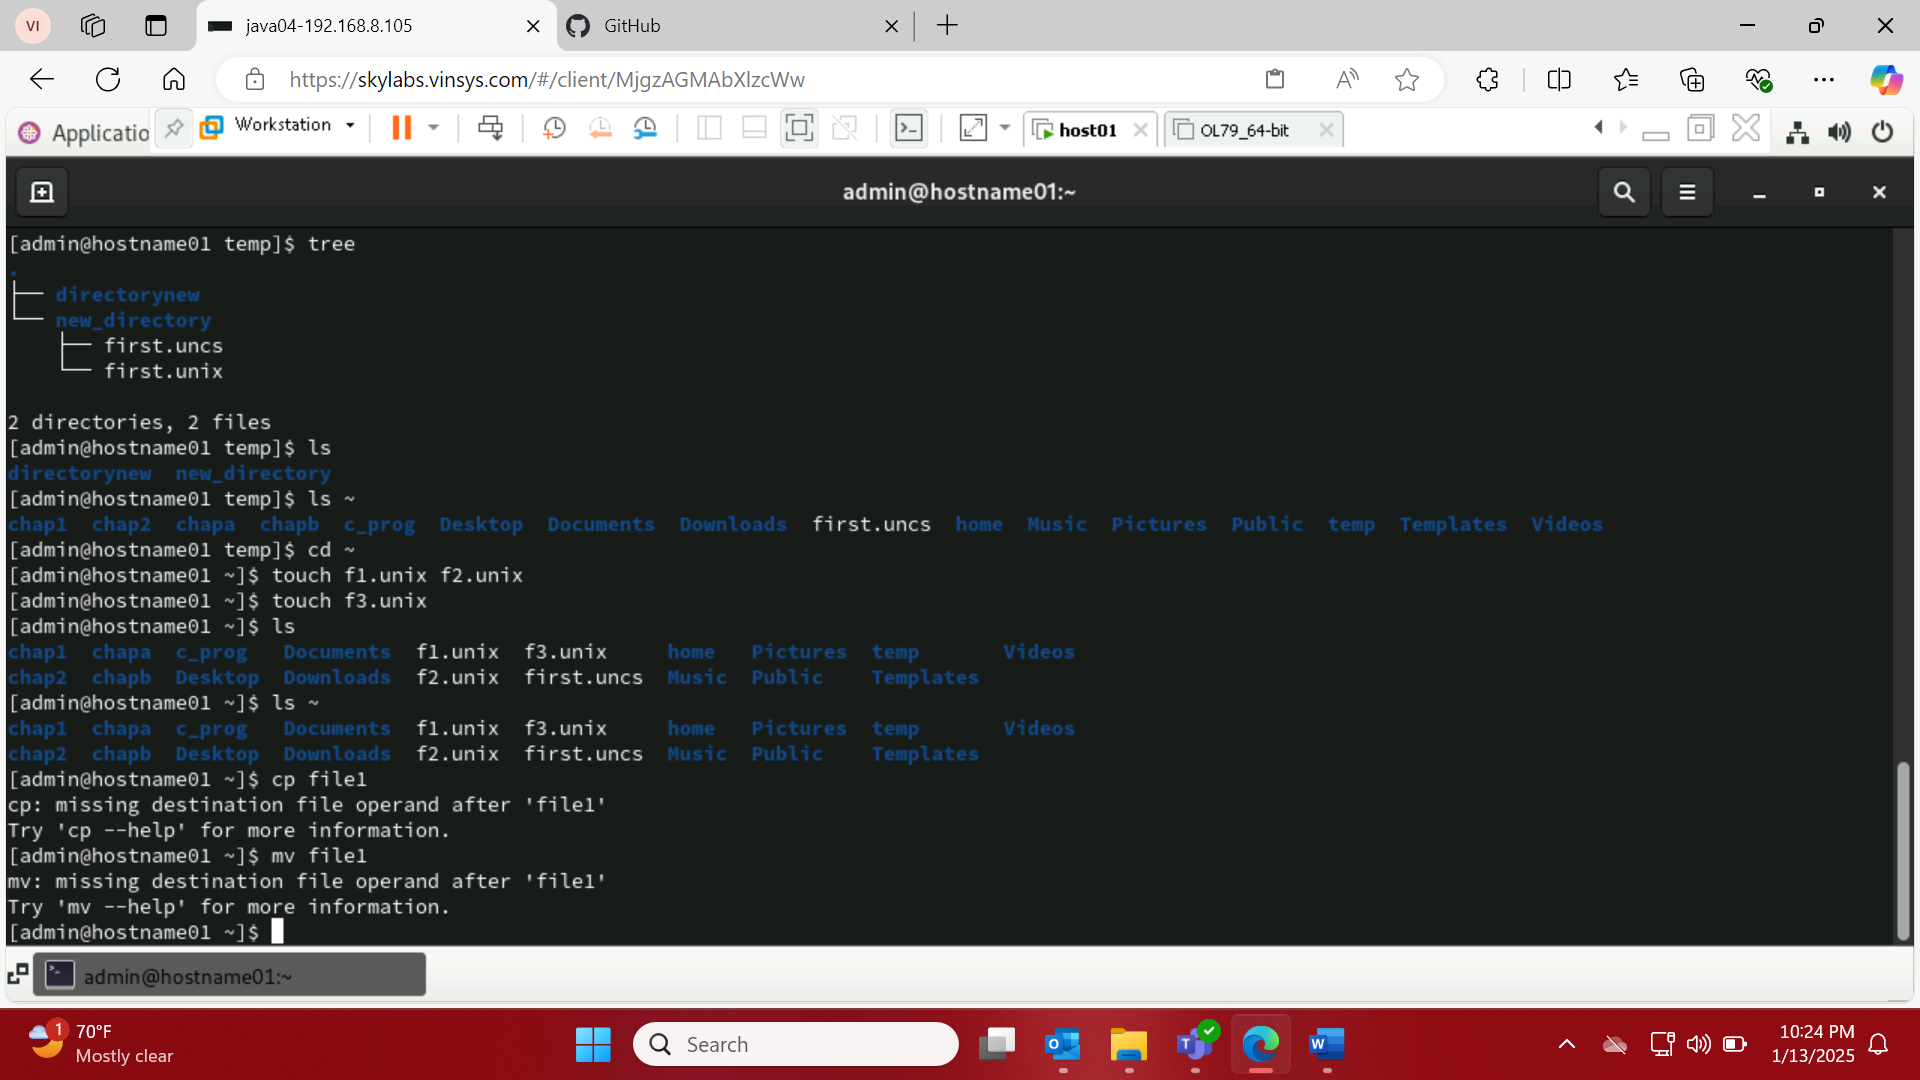 VI
java04-192.168.8.105
GitHub
https://skylabs.vinsys.com/#/client/MjgzAGMAbXlzcWw
Applicatio
Workstation
host01
OL79_64-bit
admin@hostname01:~
[admin@hostname01 temp]$ tree
.
├── directorynew
└── new_directory
    ├── first.uncs
    └── first.unix
2 directories, 2 files
[admin@hostname01 temp]$ ls
directorynew  new_directory
[admin@hostname01 temp]$ ls ~
chap1  chap2  chapa  chapb  c_prog  Desktop  Documents  Downloads  first.uncs  home  Music  Pictures  Public  temp  Templates  Videos
[admin@hostname01 temp]$ cd ~
[admin@hostname01 ~]$ touch f1.unix f2.unix
[admin@hostname01 ~]$ touch f3.unix
[admin@hostname01 ~]$ ls
chap1  chapa  c_prog   Documents  f1.unix  f3.unix     home   Pictures  temp       Videos
chap2  chapb  Desktop  Downloads  f2.unix  first.uncs  Music  Public    Templates
[admin@hostname01 ~]$ ls ~
chap1  chapa  c_prog   Documents  f1.unix  f3.unix     home   Pictures  temp       Videos
chap2  chapb  Desktop  Downloads  f2.unix  first.uncs  Music  Public    Templates
[admin@hostname01 ~]$ cp file1
cp: missing destination file operand after 'file1'
Try 'cp --help' for more information.
[admin@hostname01 ~]$ mv file1
mv: missing destination file operand after 'file1'
Try 'mv --help' for more information.
[admin@hostname01 ~]$
admin@hostname01:~
1
70°F
Mostly clear
Search
10:24 PM
1/13/2025